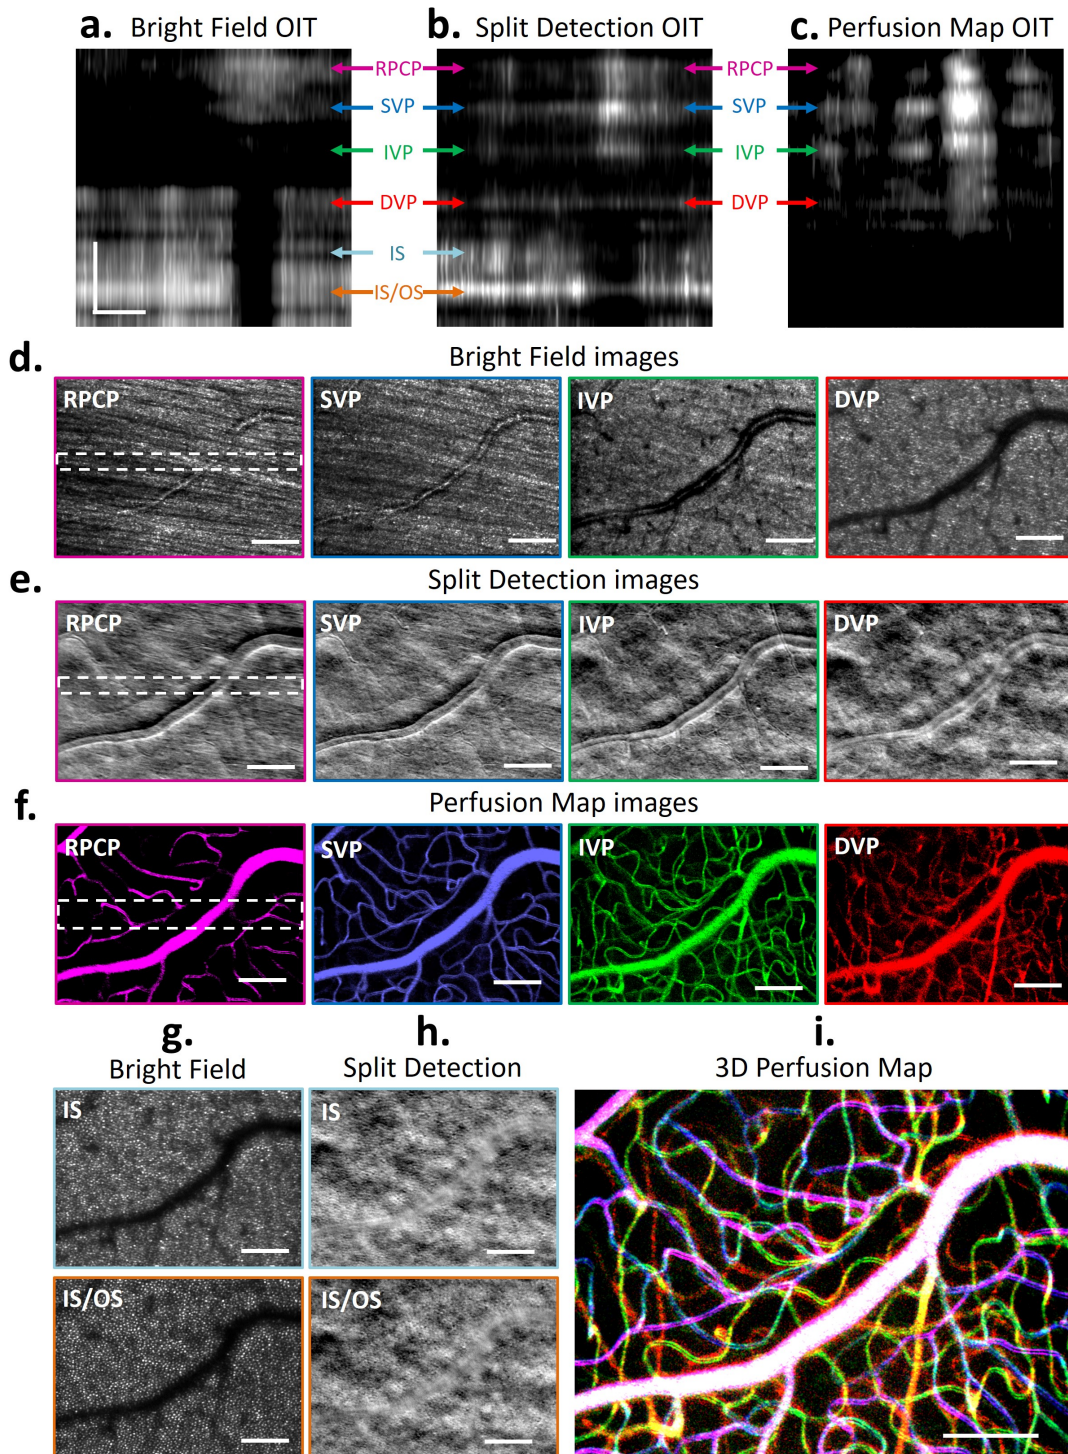 a. Bright Field OIT
b. Split Detection OIT
c. Perfusion Map OIT
RPCP
RPCP
SVP
SVP
IVP
IVP
DVP
DVP
IS
IS/OS
d. Bright Field images
RPCP
SVP
IVP
DVP
e. Split Detection images
RPCP
SVP
IVP
DVP
f. Perfusion Map images
RPCP
SVP
IVP
DVP
g.
Bright Field
h.
Split Detection
i.
3D Perfusion Map
IS
IS
IS/OS
IS/OS